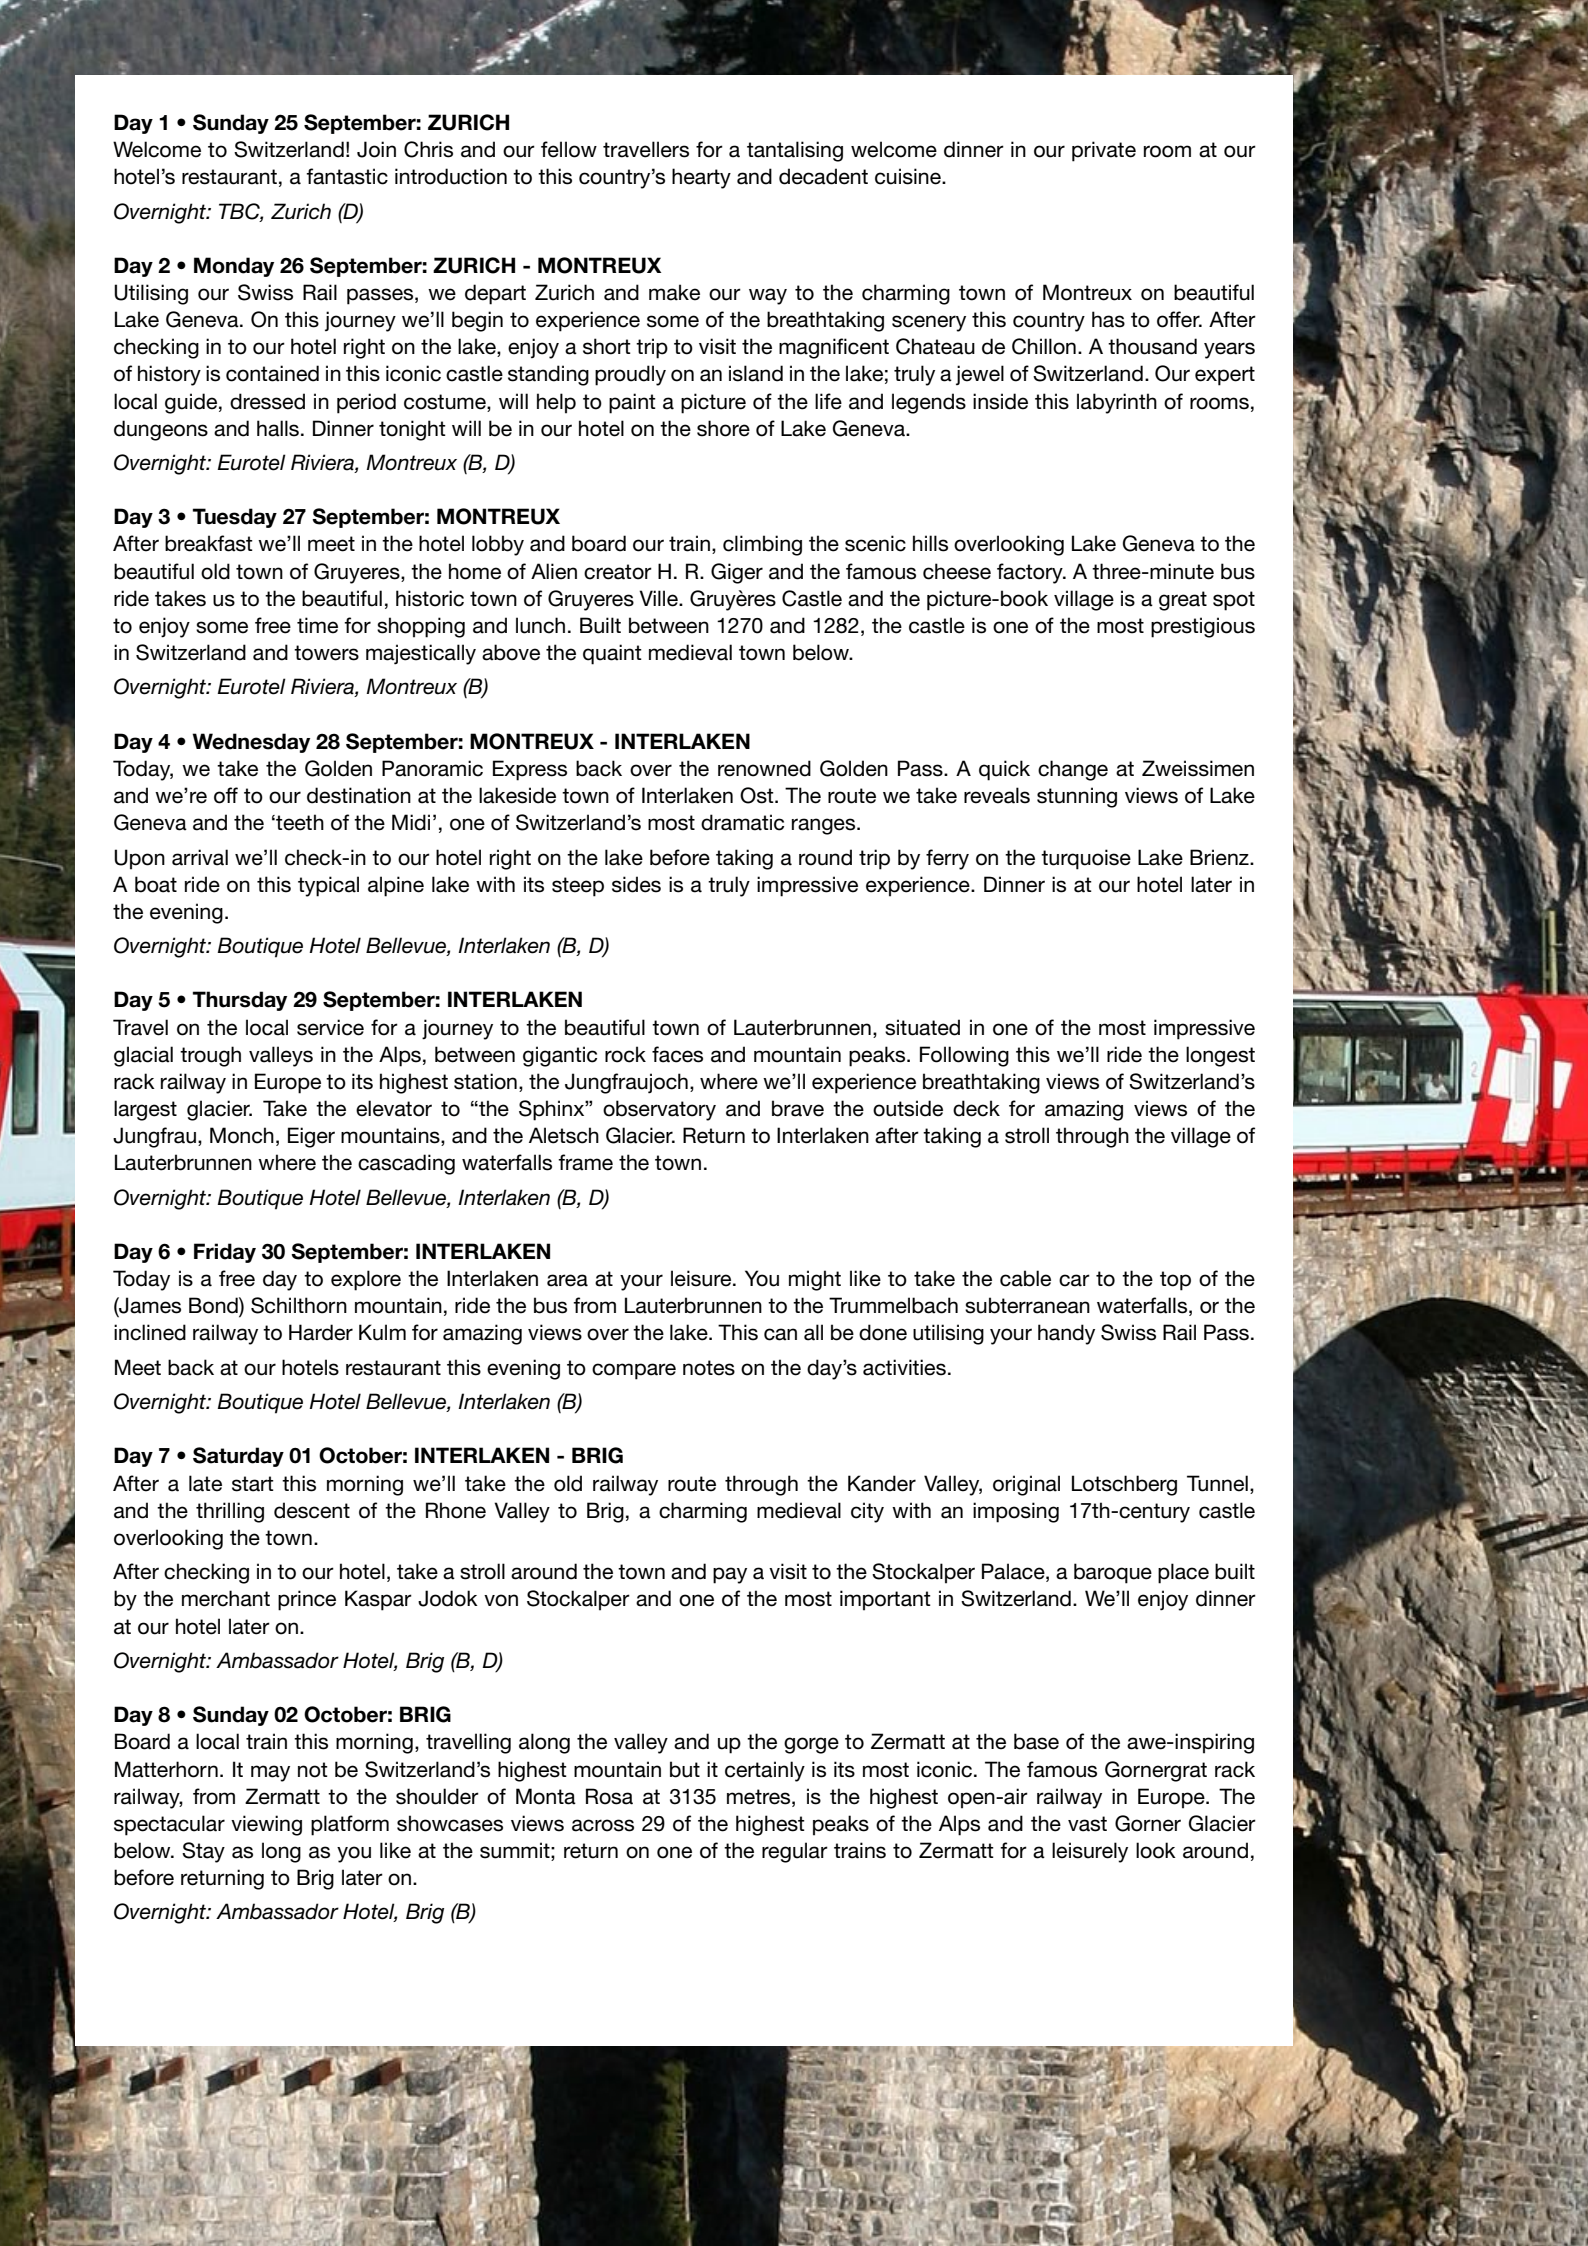 Day 1 • Sunday 25 September: ZURICH
Welcome to Switzerland! Join Chris and our fellow travellers for a tantalising welcome dinner in our private room at our
hotel’s restaurant, a fantastic introduction to this country’s hearty and decadent cuisine.
Overnight: TBC, Zurich (D)
Day 2 • Monday 26 September: ZURICH - MONTREUX
Utilising our Swiss Rail passes, we depart Zurich and make our way to the charming town of Montreux on beautiful
Lake Geneva. On this journey we’ll begin to experience some of the breathtaking scenery this country has to offer. After
checking in to our hotel right on the lake, enjoy a short trip to visit the magnificent Chateau de Chillon. A thousand years
of history is contained in this iconic castle standing proudly on an island in the lake; truly a jewel of Switzerland. Our expert
local guide, dressed in period costume, will help to paint a picture of the life and legends inside this labyrinth of rooms,
dungeons and halls. Dinner tonight will be in our hotel on the shore of Lake Geneva.
Overnight: Eurotel Riviera, Montreux (B, D)
Day 3 • Tuesday 27 September: MONTREUX
After breakfast we’ll meet in the hotel lobby and board our train, climbing the scenic hills overlooking Lake Geneva to the
beautiful old town of Gruyeres, the home of Alien creator H. R. Giger and the famous cheese factory. A three-minute bus
ride takes us to the beautiful, historic town of Gruyeres Ville. Gruyères Castle and the picture-book village is a great spot
to enjoy some free time for shopping and lunch. Built between 1270 and 1282, the castle is one of the most prestigious
in Switzerland and towers majestically above the quaint medieval town below.
Overnight: Eurotel Riviera, Montreux (B)
Day 4 • Wednesday 28 September: MONTREUX - INTERLAKEN
Today, we take the Golden Panoramic Express back over the renowned Golden Pass. A quick change at Zweissimen
and we’re off to our destination at the lakeside town of Interlaken Ost. The route we take reveals stunning views of Lake
Geneva and the ‘teeth of the Midi’, one of Switzerland’s most dramatic ranges.
Upon arrival we’ll check-in to our hotel right on the lake before taking a round trip by ferry on the turquoise Lake Brienz.
A boat ride on this typical alpine lake with its steep sides is a truly impressive experience. Dinner is at our hotel later in
the evening.
Overnight: Boutique Hotel Bellevue, Interlaken (B, D)
Day 5 • Thursday 29 September: INTERLAKEN
Travel on the local service for a journey to the beautiful town of Lauterbrunnen, situated in one of the most impressive
glacial trough valleys in the Alps, between gigantic rock faces and mountain peaks. Following this we’ll ride the longest
rack railway in Europe to its highest station, the Jungfraujoch, where we’ll experience breathtaking views of Switzerland’s
largest glacier. Take the elevator to “the Sphinx” observatory and brave the outside deck for amazing views of the
Jungfrau, Monch, Eiger mountains, and the Aletsch Glacier. Return to Interlaken after taking a stroll through the village of
Lauterbrunnen where the cascading waterfalls frame the town.
Overnight: Boutique Hotel Bellevue, Interlaken (B, D)
Day 6 • Friday 30 September: INTERLAKEN
Today is a free day to explore the Interlaken area at your leisure. You might like to take the cable car to the top of the
(James Bond) Schilthorn mountain, ride the bus from Lauterbrunnen to the Trummelbach subterranean waterfalls, or the
inclined railway to Harder Kulm for amazing views over the lake. This can all be done utilising your handy Swiss Rail Pass.
Meet back at our hotels restaurant this evening to compare notes on the day’s activities.
Overnight: Boutique Hotel Bellevue, Interlaken (B)
Day 7 • Saturday 01 October: INTERLAKEN - BRIG
After a late start this morning we’ll take the old railway route through the Kander Valley, original Lotschberg Tunnel,
and the thrilling descent of the Rhone Valley to Brig, a charming medieval city with an imposing 17th-century castle
overlooking the town.
After checking in to our hotel, take a stroll around the town and pay a visit to the Stockalper Palace, a baroque place built
by the merchant prince Kaspar Jodok von Stockalper and one of the most important in Switzerland. We’ll enjoy dinner
at our hotel later on.
Overnight: Ambassador Hotel, Brig (B, D)
Day 8 • Sunday 02 October: BRIG
Board a local train this morning, travelling along the valley and up the gorge to Zermatt at the base of the awe-inspiring
Matterhorn. It may not be Switzerland’s highest mountain but it certainly is its most iconic. The famous Gornergrat rack
railway, from Zermatt to the shoulder of Monta Rosa at 3135 metres, is the highest open-air railway in Europe. The
spectacular viewing platform showcases views across 29 of the highest peaks of the Alps and the vast Gorner Glacier
below. Stay as long as you like at the summit; return on one of the regular trains to Zermatt for a leisurely look around,
before returning to Brig later on.
Overnight: Ambassador Hotel, Brig (B)
2